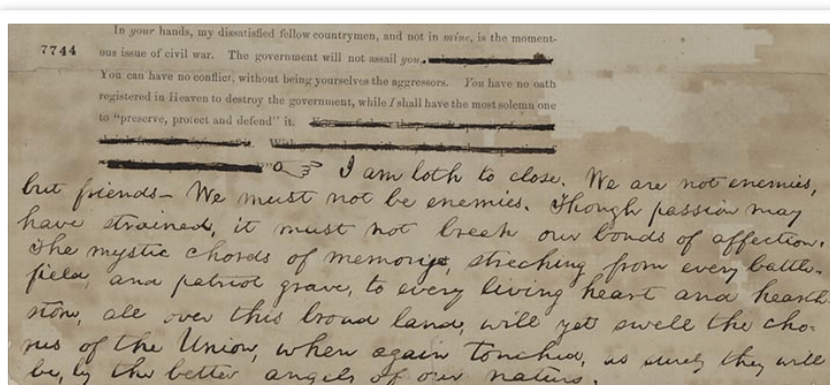 In your hands, my dissatisfied fellow countrymen, and not in mine, is the moment-
7744
ous issue of civil war. The government will not assail you,
You can have no conflict, without being yourselves the aggressors. You have no oath
registered in Heaven to destroy the government, while I shall have the most solemn one
to "preserve, protect and defend" it.
I am loth to close. We are not enemies,
but friends— We must not be enemies. Though passion may
have strained, it must not break our bonds of affection.
The mystic chords of memory, streching from every battle-
field, and patriot grave, to every living heart and hearth-
stone, all over this broad land, will yet swell the cho-
rus of the Union, when again touched, as surely they will
be, by the better angels of our nature.